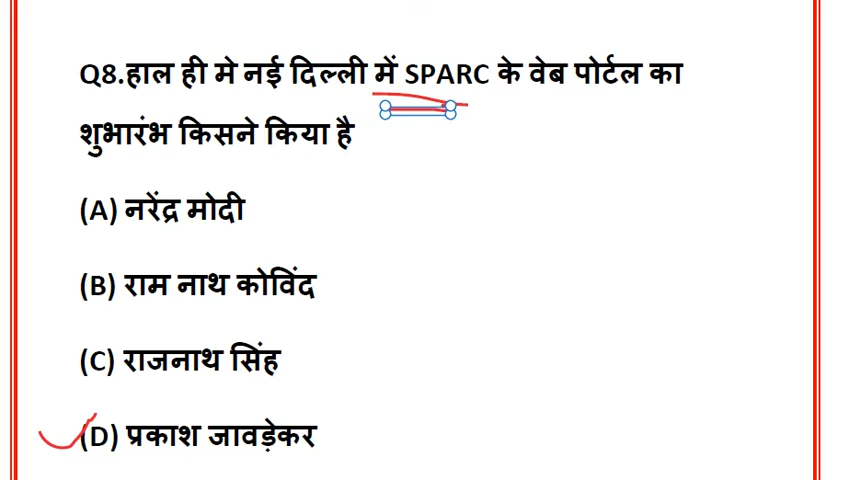 Q8.हाल ही मे नई दिल्ली में SPARC के वेब पोर्टल का
शुभारंभ किसने किया है
(A) नरेंद्र मोदी
(B) राम नाथ कोविंद
(C) राजनाथ सिंह
(D) प्रकाश जावड़ेकर